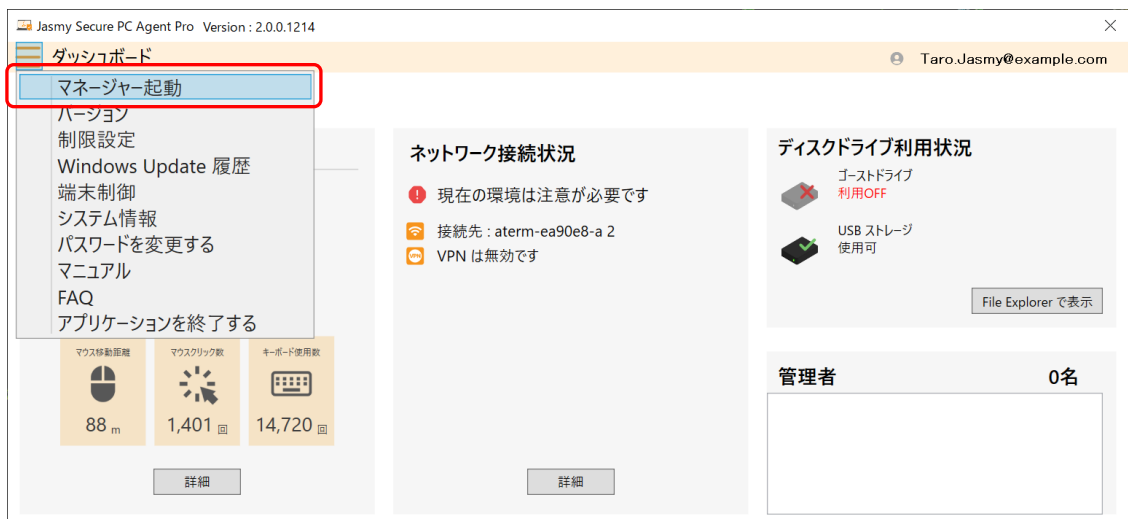 Jasmy Secure PC Agent Pro Version : 2.0.0.1214
ダッシュボード
Taro.Jasmy@example.com
マネージャー起動
バージョン
制限設定
Windows Update 履歴
端末制御
システム情報
パスワードを変更する
マニュアル
FAQ
アプリケーションを終了する
マウス移動距離
88 m
マウスクリック数
1,401 回
キーボード使用数
14,720 回
詳細
ネットワーク接続状況
現在の環境は注意が必要です
接続先 : aterm-ea90e8-a 2
VPN
VPN は無効です
詳細
ディスクドライブ利用状況
ゴーストドライブ
利用OFF
USB ストレージ
使用可
File Explorer で表示
管理者 0名